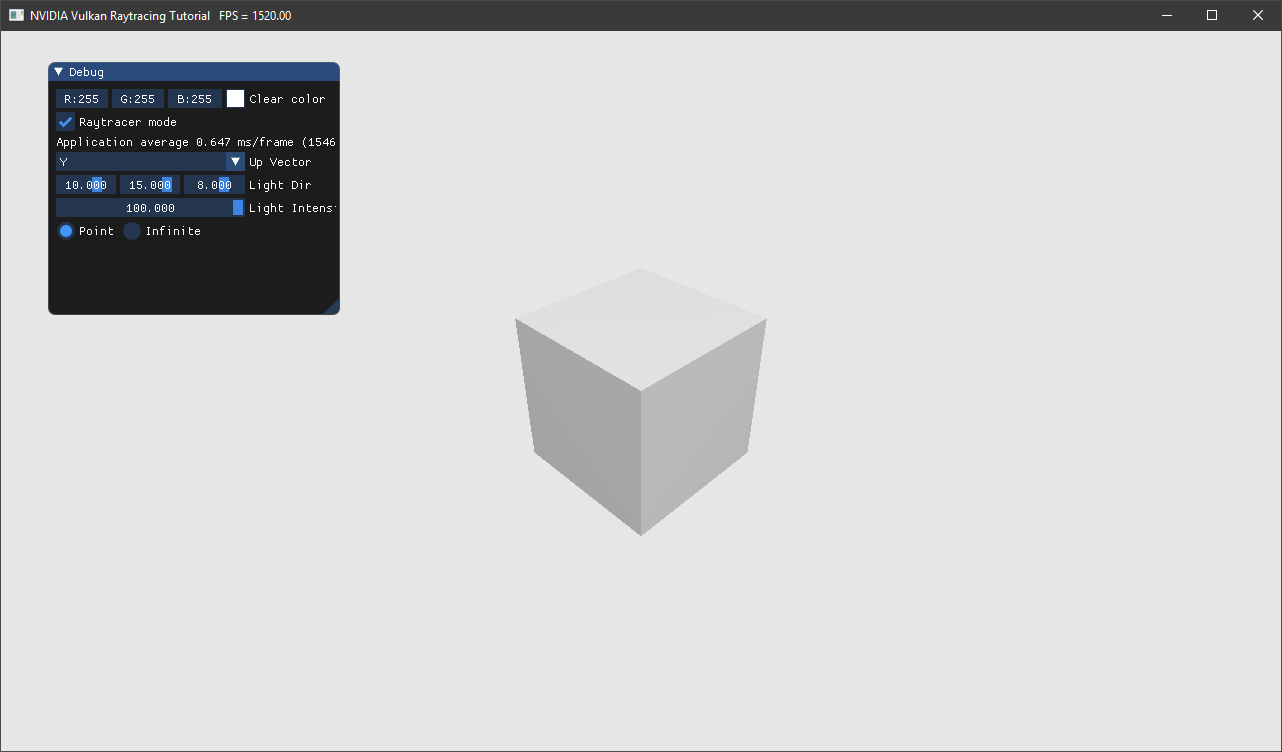 NVIDIA Vulkan Raytracing Tutorial FPS = 1520.00
Debug
R:255 G:255 B:255 Clear color
Raytracer mode
Application average 0.647 ms/frame (1546
Y Up Vector
10.000 15.000 8.000 Light Dir
100.000 Light Intens
Point Infinite